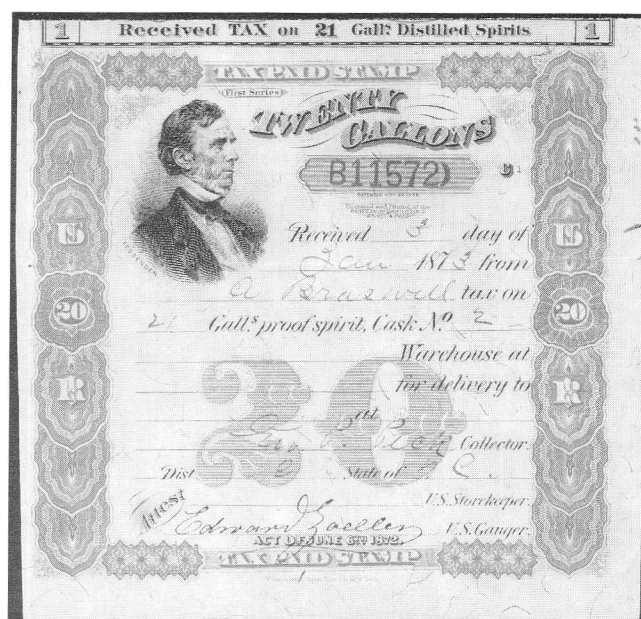 1 Received TAX on 21 Gall.s Distilled Spirits 1
TAX PAID STAMP
First Series
TWENTY
GALLONS
B11572
Received 3 day of
Jan 1873 from
A Braswell tax on
21 Gall.s proof spirit, Cask No. 2
Warehouse at
for delivery to
20
20
20
Collector.
Dist. 2 State of N C.
U.S. Storekeeper.
Attest
Edward Zoeller U.S. Gauger.
ACT OF JUNE 6TH 1872.
TAX PAID STAMP